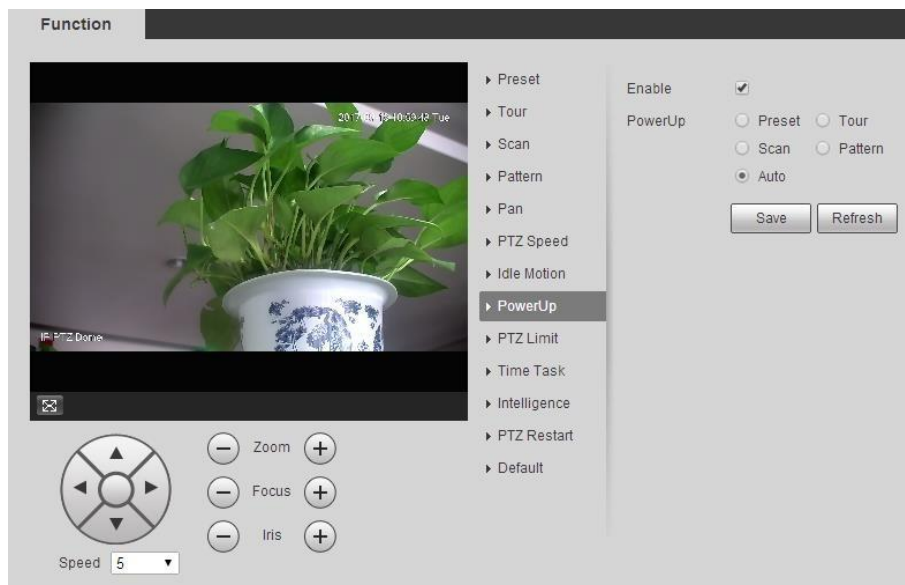 Function
Tue
IP PTZ Dome
Preset
Tour
Scan
Pattern
Pan
PTZ Speed
Idle Motion
PowerUp
PTZ Limit
Time Task
Intelligence
PTZ Restart
Default
Enable
PowerUp
Preset Tour
Scan Pattern
Auto
Save Refresh
Zoom
Focus
Iris
Speed 5